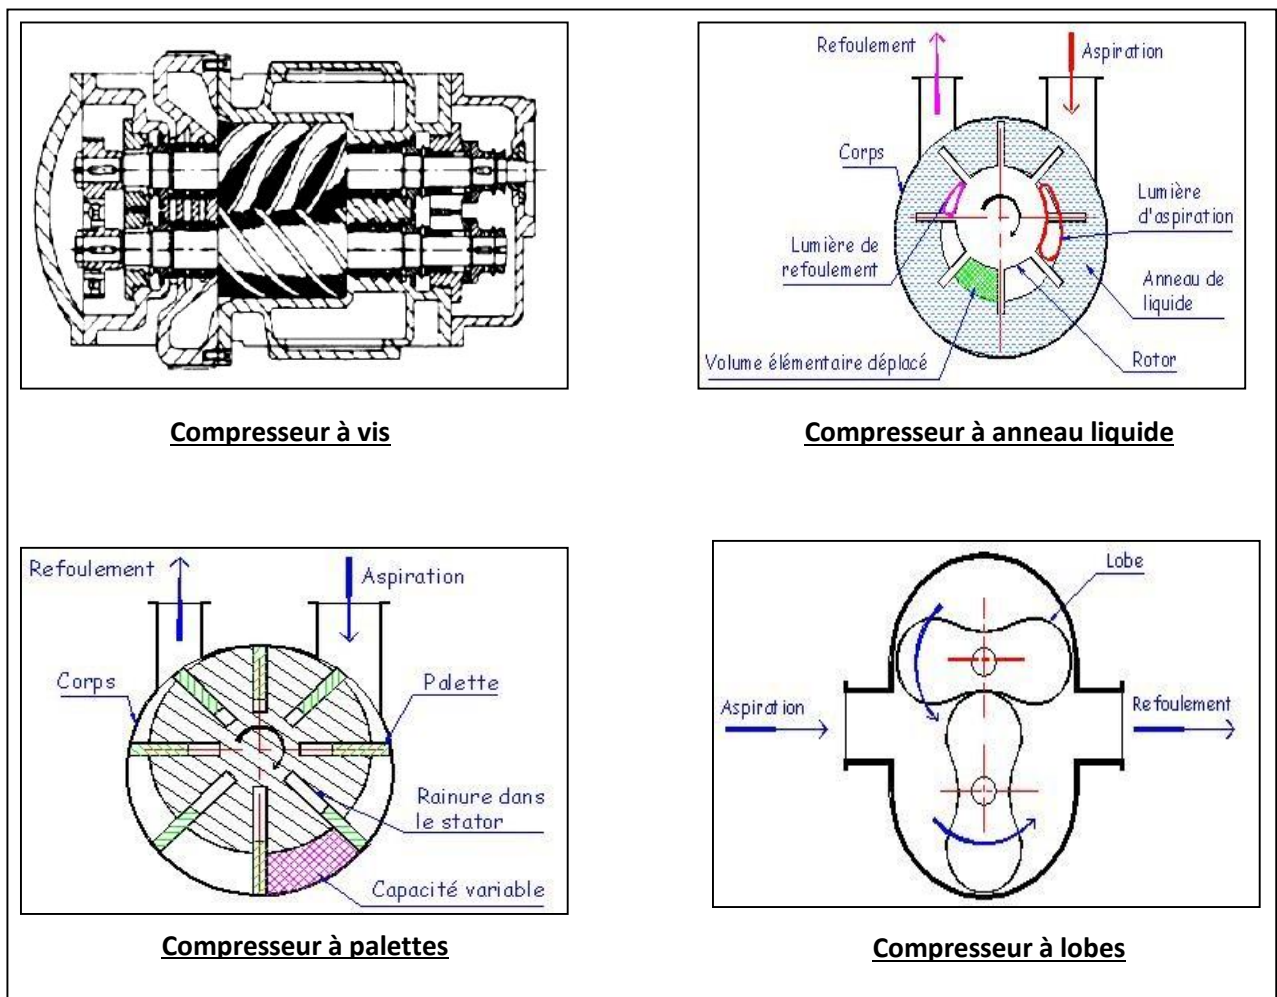 Compresseur à vis
Refoulement
Aspiration
Corps
Lumière
d'aspiration
Lumière de
refoulement
Anneau de
liquide
Volume élémentaire déplacé
Rotor
Compresseur à anneau liquide
Refoulement
Aspiration
Corps
Palette
Rainure dans
le stator
Capacité variable
Compresseur à palettes
Lobe
Aspiration
Refoulement
Compresseur à lobes